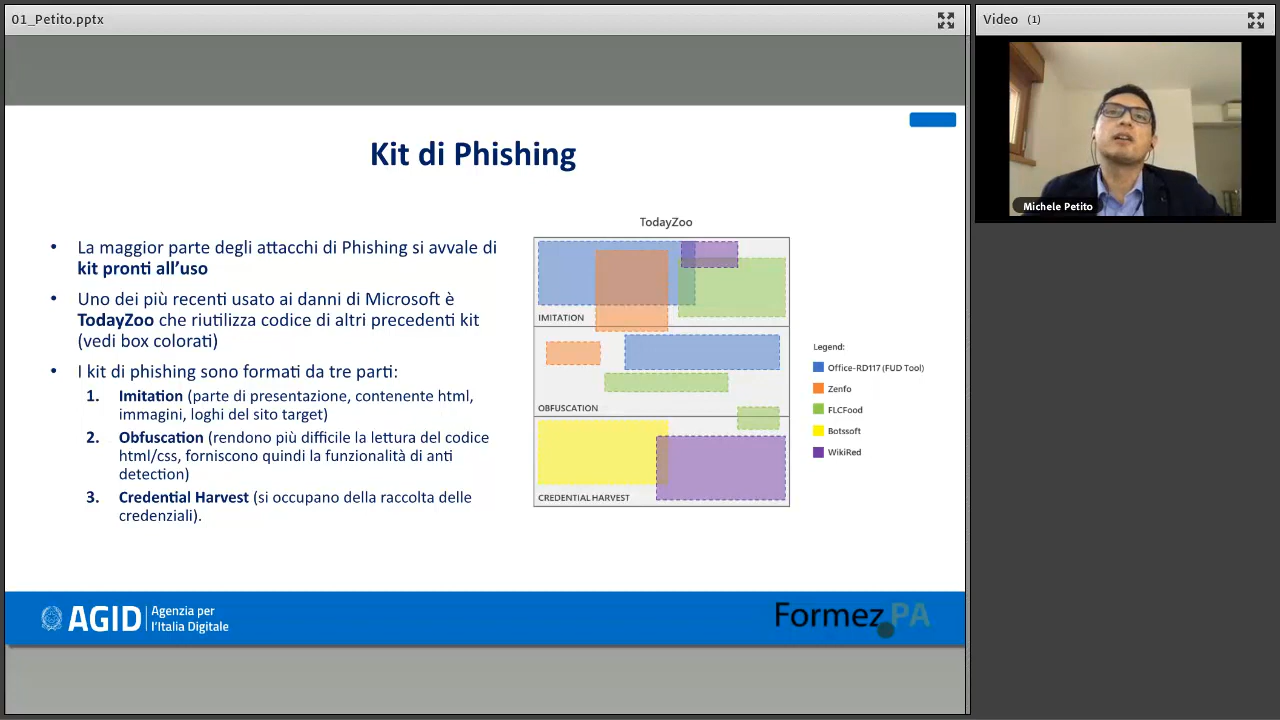 01_Petito.pptx
Video (1)
Michele Petito
Kit di Phishing
• La maggior parte degli attacchi di Phishing si avvale di
kit pronti all’uso
• Uno dei più recenti usato ai danni di Microsoft è
TodayZoo che riutilizza codice di altri precedenti kit
(vedi box colorati)
• I kit di phishing sono formati da tre parti:
1. Imitation (parte di presentazione, contenente html,
immagini, loghi del sito target)
2. Obfuscation (rendono più difficile la lettura del codice
html/css, forniscono quindi la funzionalità di anti
detection)
3. Credential Harvest (si occupano della raccolta delle
credenziali).
TodayZoo
IMITATION
OBFUSCATION
CREDENTIAL HARVEST
Legend:
Office-RD117 (FUD Tool)
Zenfo
FLCFood
Botssoft
WikiRed
AGID
Agenzia per
l’Italia Digitale
Formez PA